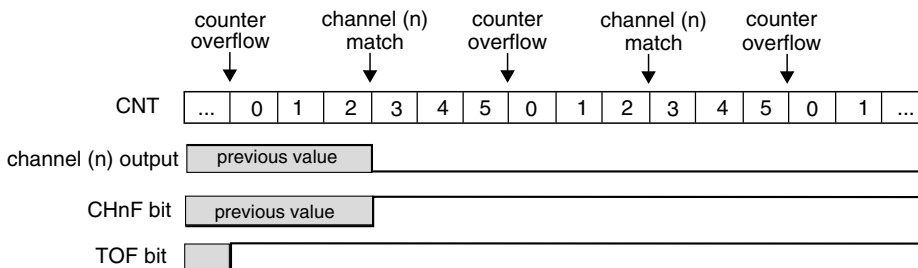 counter overflow
channel (n) match
counter overflow
channel (n) match
counter overflow
CNT ... 0 1 2 3 4 5 0 1 2 3 4 5 0 1 ...
channel (n) output previous value
CHnF bit previous value
TOF bit